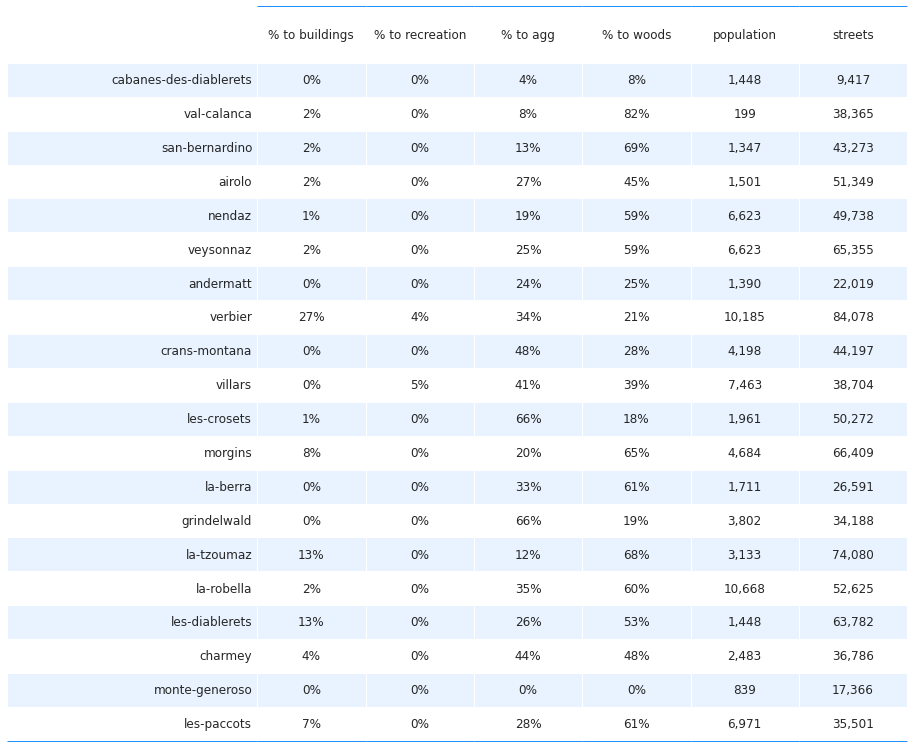 % to buildings % to recreation % to agg % to woods population streets
cabanes-des-diablerets 0% 0% 4% 8% 1,448 9,417
val-calanca 2% 0% 8% 82% 199 38,365
san-bernardino 2% 0% 13% 69% 1,347 43,273
airolo 2% 0% 27% 45% 1,501 51,349
nendaz 1% 0% 19% 59% 6,623 49,738
veysonnaz 2% 0% 25% 59% 6,623 65,355
andermatt 0% 0% 24% 25% 1,390 22,019
verbier 27% 4% 34% 21% 10,185 84,078
crans-montana 0% 0% 48% 28% 4,198 44,197
villars 0% 5% 41% 39% 7,463 38,704
les-crosets 1% 0% 66% 18% 1,961 50,272
morgins 8% 0% 20% 65% 4,684 66,409
la-berra 0% 0% 33% 61% 1,711 26,591
grindelwald 0% 0% 66% 19% 3,802 34,188
la-tzoumaz 13% 0% 12% 68% 3,133 74,080
la-robella 2% 0% 35% 60% 10,668 52,625
les-diablerets 13% 0% 26% 53% 1,448 63,782
charmey 4% 0% 44% 48% 2,483 36,786
monte-generoso 0% 0% 0% 0% 839 17,366
les-paccots 7% 0% 28% 61% 6,971 35,501